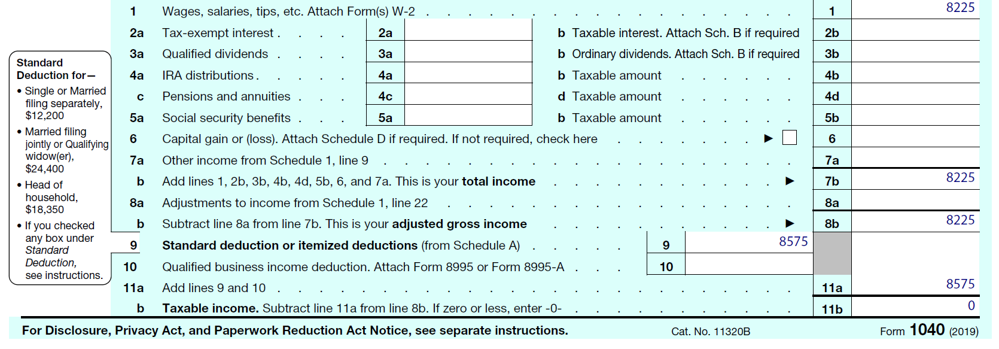 1 Wages, salaries, tips, etc. Attach Form(s) W-2 . . . . . . . . . . . . . . . . . . 1 8225
2a Tax-exempt interest . . . . 2a b Taxable interest. Attach Sch. B if required 2b
3a Qualified dividends . . . . 3a b Ordinary dividends. Attach Sch. B if required 3b
4a IRA distributions . . . . . 4a b Taxable amount . . . . . . 4b
c Pensions and annuities . . . 4c d Taxable amount . . . . . . 4d
5a Social security benefits . . . 5a b Taxable amount . . . . . . 5b
6 Capital gain or (loss). Attach Schedule D if required. If not required, check here . . . . . . . ▶ 6
7a Other income from Schedule 1, line 9 . . . . . . . . . . . . . . . . . . . . 7a
b Add lines 1, 2b, 3b, 4b, 4d, 5b, 6, and 7a. This is your total income . . . . . . . . . . . ▶ 7b 8225
8a Adjustments to income from Schedule 1, line 22 . . . . . . . . . . . . . . . . . 8a
b Subtract line 8a from line 7b. This is your adjusted gross income . . . . . . . . . . . ▶ 8b 8225
9 Standard deduction or itemized deductions (from Schedule A) . . . . . 9 8575
10 Qualified business income deduction. Attach Form 8995 or Form 8995-A . . . 10
11a Add lines 9 and 10 . . . . . . . . . . . . . . . . . . . . . . . . . 11a 8575
b Taxable income. Subtract line 11a from line 8b. If zero or less, enter -0- . . . . . . . . . . . 11b 0
Standard
Deduction for—
• Single or Married
filing separately,
$12,200
• Married filing
jointly or Qualifying
widow(er),
$24,400
• Head of
household,
$18,350
• If you checked
any box under
Standard
Deduction,
see instructions.
For Disclosure, Privacy Act, and Paperwork Reduction Act Notice, see separate instructions. Cat. No. 11320B Form 1040 (2019)